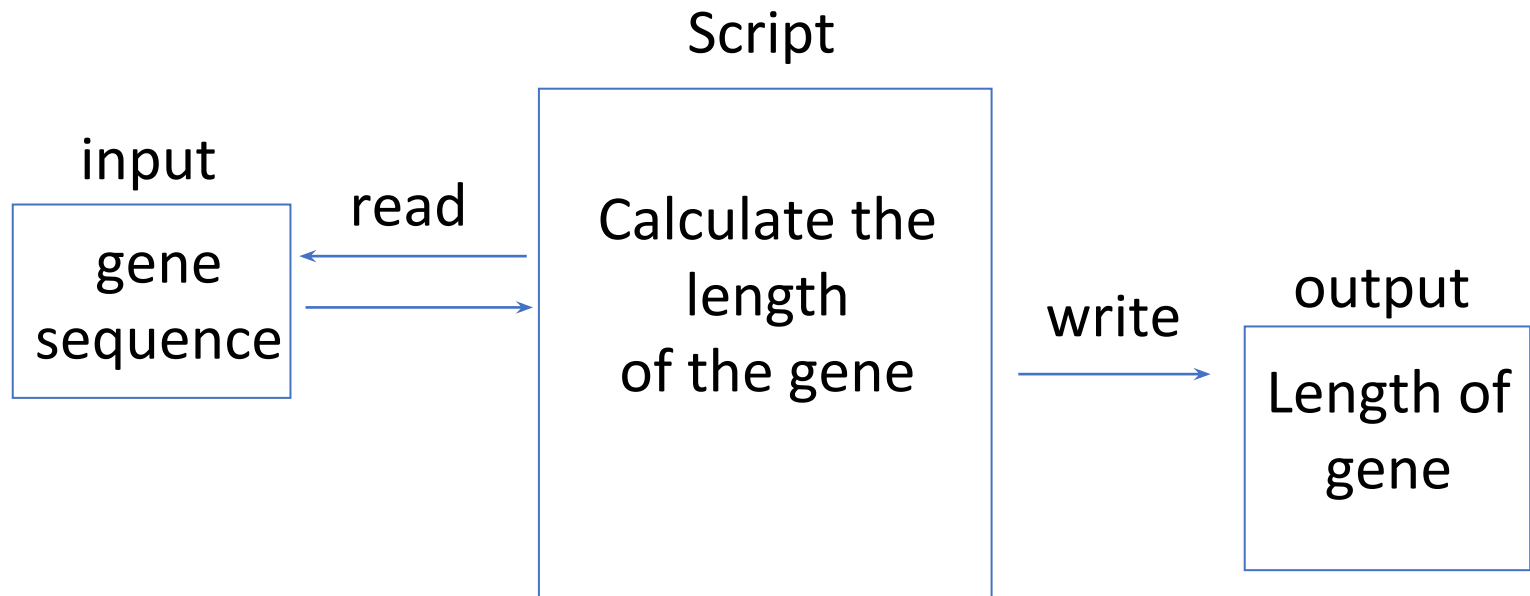 Script
input
read
gene
sequence
Calculate the
length
of the gene
write
output
Length of
gene